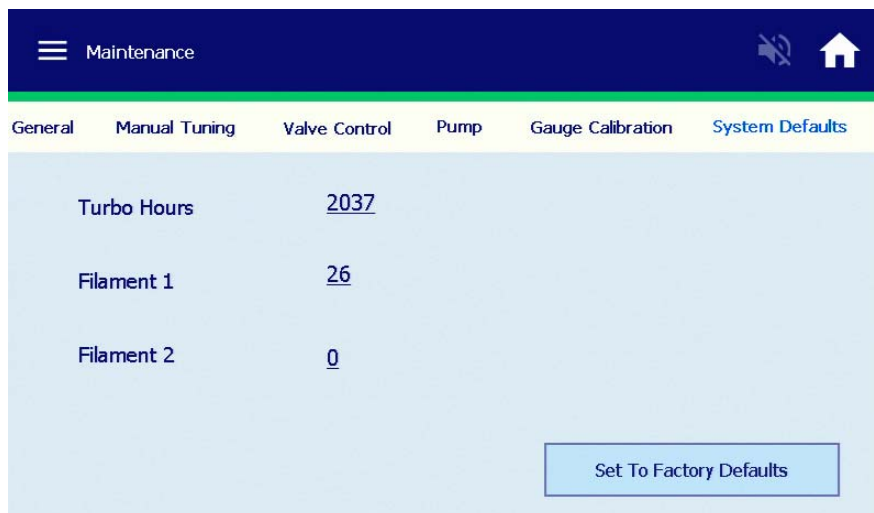 Maintenance
General Manual Tuning Valve Control Pump Gauge Calibration System Defaults
Turbo Hours 2037
Filament 1 26
Filament 2 0
Set To Factory Defaults